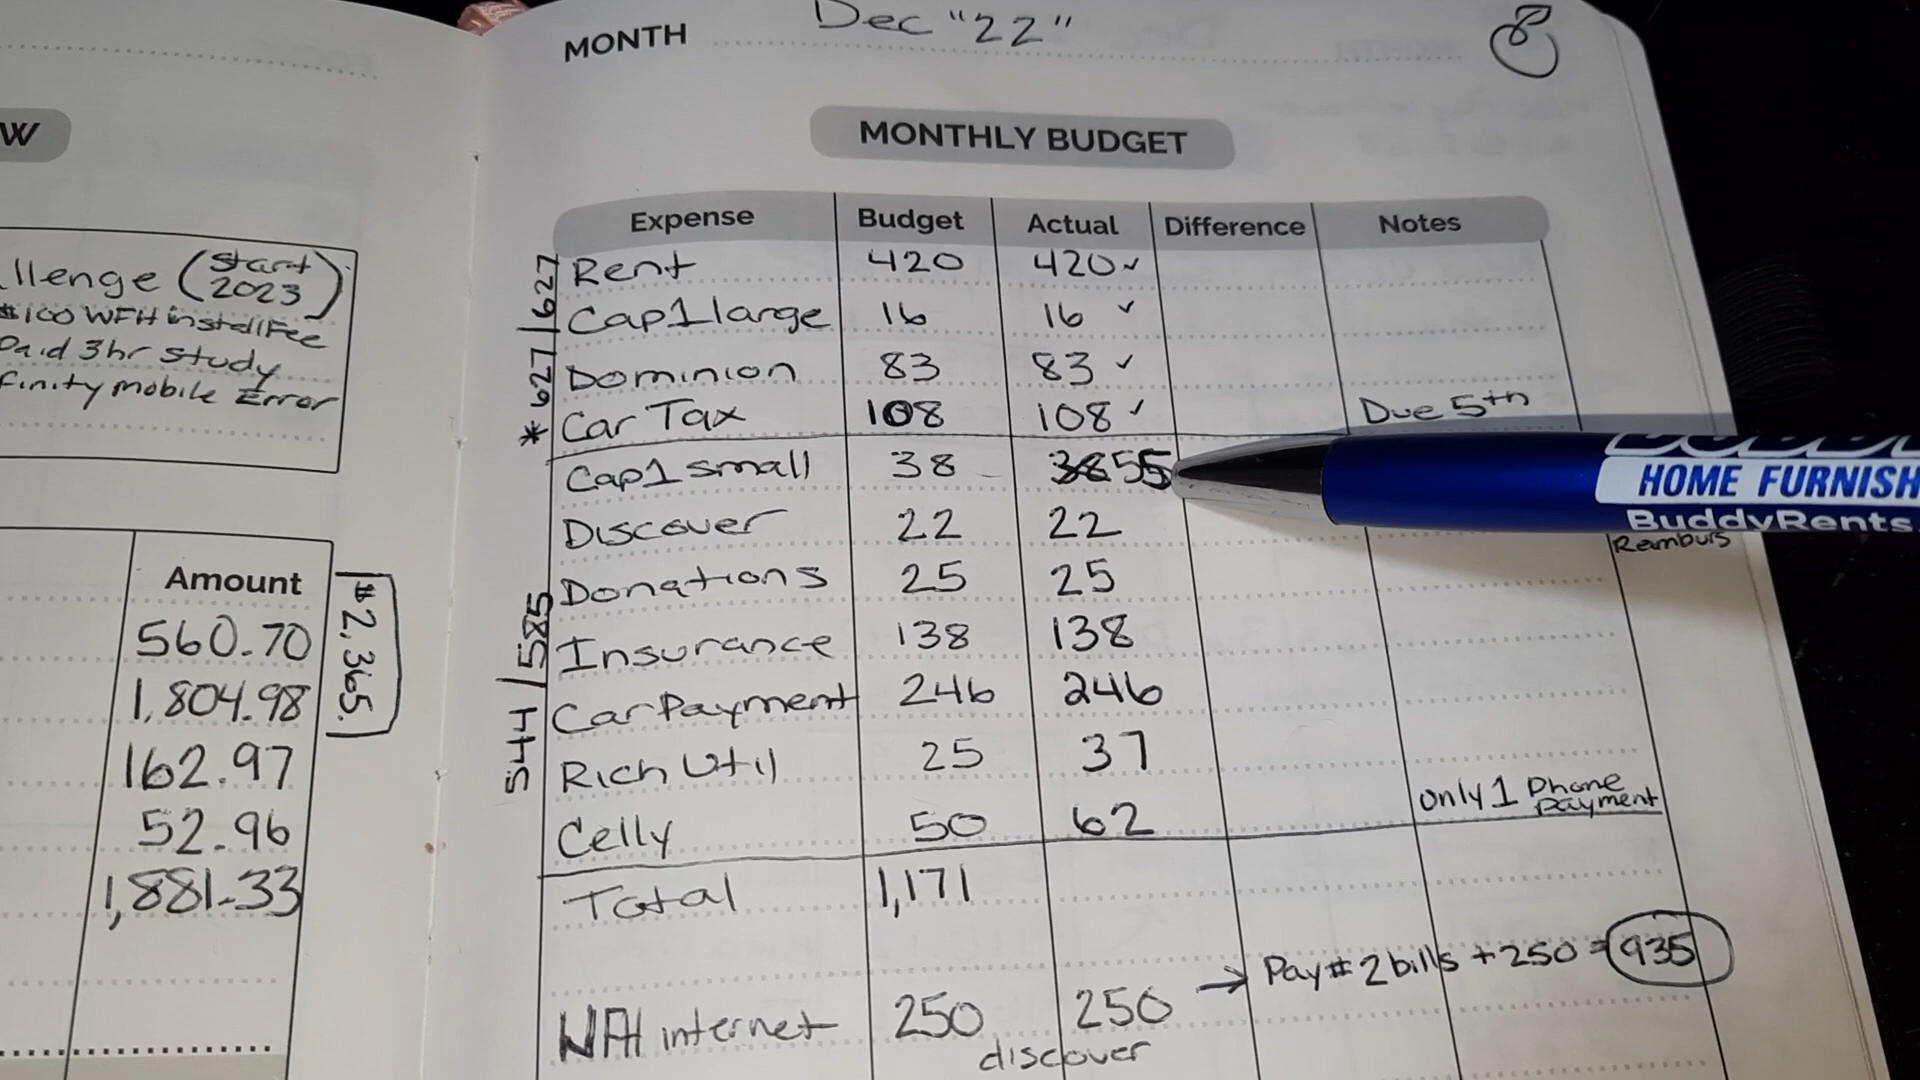 W
llenge (Start 2023)
$100 WFH install Fee
Paid 3hr study
finity mobile Error
Amount
560.70
1,804.98
162.97
52.96
1,881.33
$2,365.
MONTH Dec "22"
8
MONTHLY BUDGET
Expense Budget Actual Difference Notes
* 627/627
Rent 420 420 ✓
Cap1 large 16 16 ✓
Dominion 83 83 ✓
Car Tax 108 108 ✓ Due 5th
544/585
Cap1 small 38 38 55
Discover 22 22
Donations 25 25
Insurance 138 138
Car Payment 246 246
Rich Util 25 37
Celly 50 62 only 1 Phone payment
Total 1,171
→ Pay # 2 bills + 250 = 935
WFH internet 250 250
discover
HOME FURNISH
BuddyRents.
Reimburs